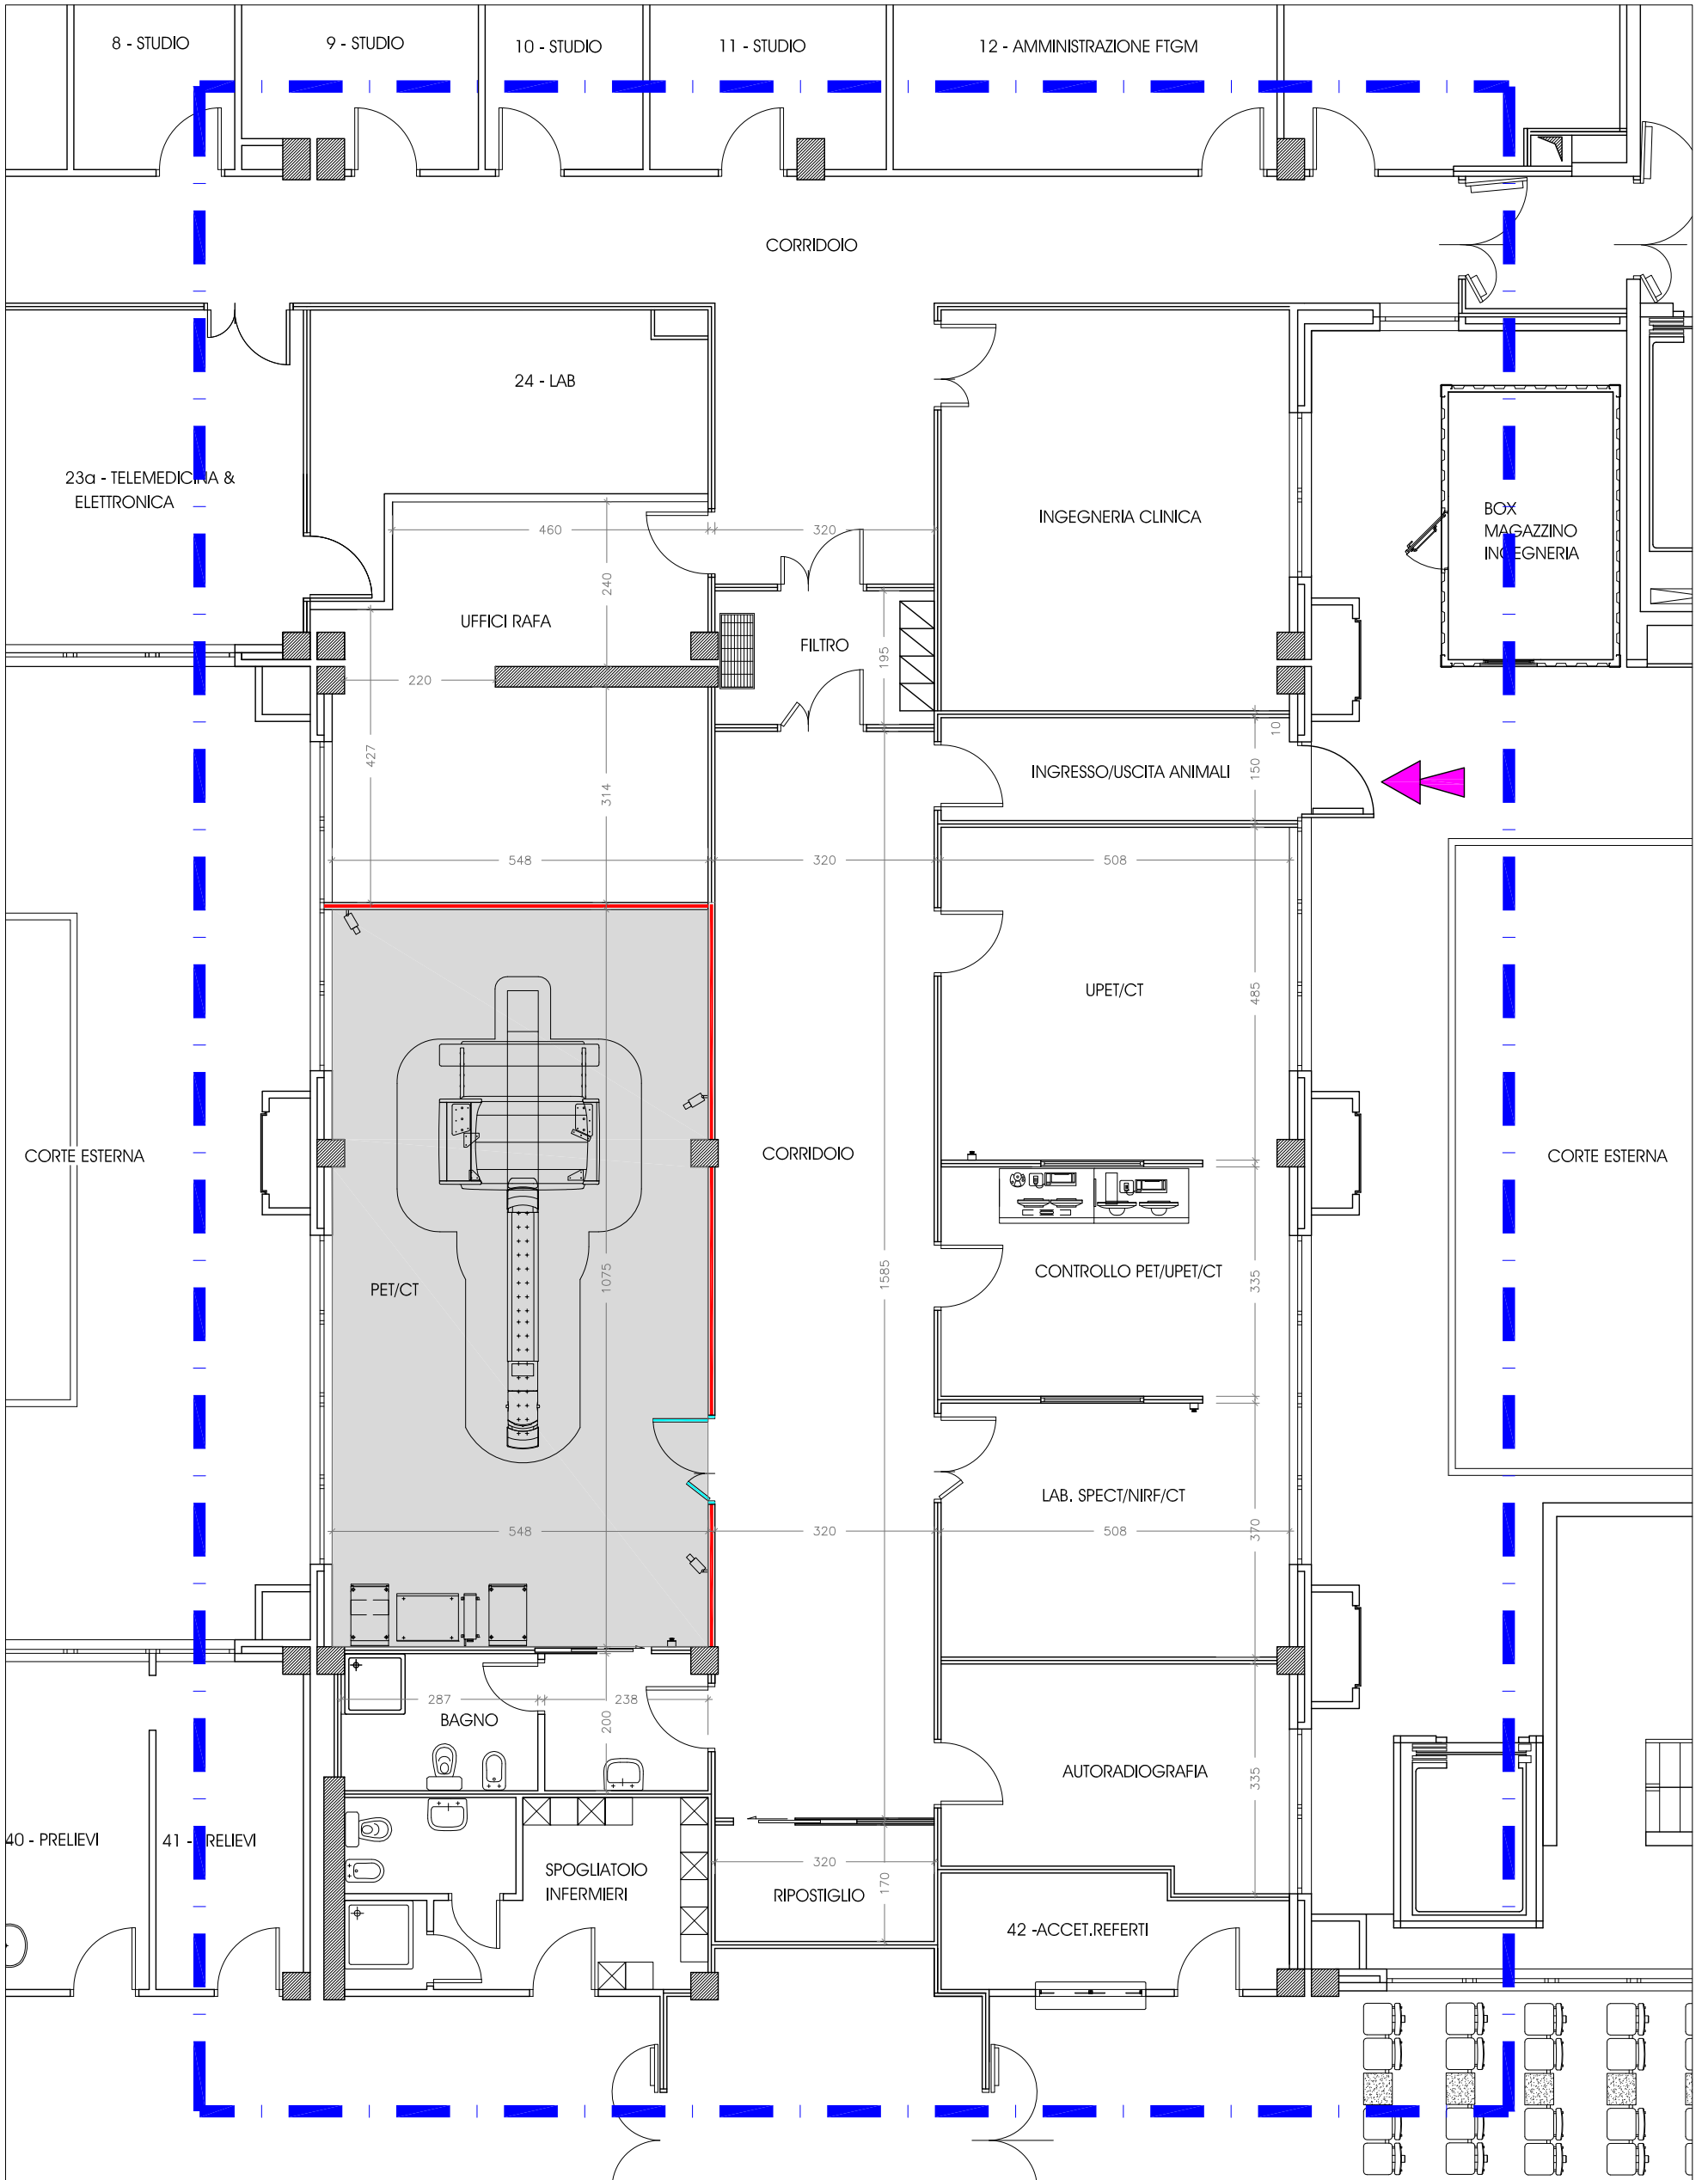 8 - STUDIO
9 - STUDIO
10 - STUDIO
11 - STUDIO
12 - AMMINISTRAZIONE FTGM
CORRIDOIO
24 - LAB
23a - TELEMEDICINA &
ELETTRONICA
INGEGNERIA CLINICA
BOX
MAGAZZINO
INGEGNERIA
460
320
240
UFFICI RAFA
FILTRO
195
220
427
314
10
150
INGRESSO/USCITA ANIMALI
548
320
508
UPET/CT
485
CORTE ESTERNA
CORRIDOIO
CORTE ESTERNA
PET/CT
1075
1585
CONTROLLO PET/UPET/CT
335
LAB. SPECT/NIRF/CT
548
320
508
370
287
238
200
BAGNO
AUTORADIOGRAFIA
335
40 - PRELIEVI
41 - PRELIEVI
SPOGLIATOIO
INFERMIERI
320
170
RIPOSTIGLIO
42 -ACCET.REFERTI